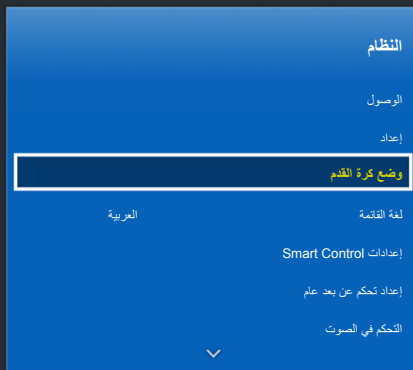 النظام
الوصول
إعداد
وضع كرة القدم
لغة القائمة العربية
إعدادات Smart Control
إعداد تحكم عن بعد عام
التحكم في الصوت